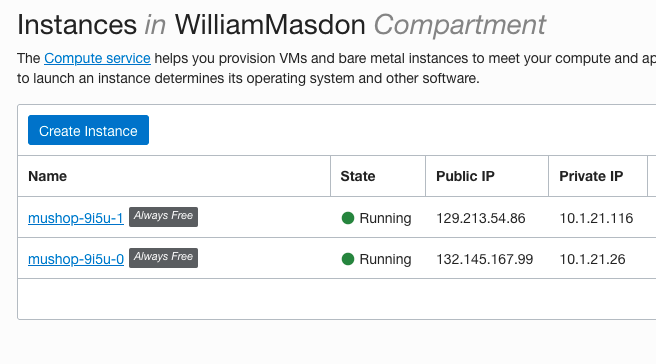 Instances in WilliamMasdon Compartment
The Compute service helps you provision VMs and bare metal instances to meet your compute and
to launch an instance determines its operating system and other software.
Create Instance
Name State Public IP Private IP
mushop-9i5u-1 Always Free Running 129.213.54.86 10.1.21.116
mushop-9i5u-0 Always Free Running 132.145.167.99 10.1.21.26